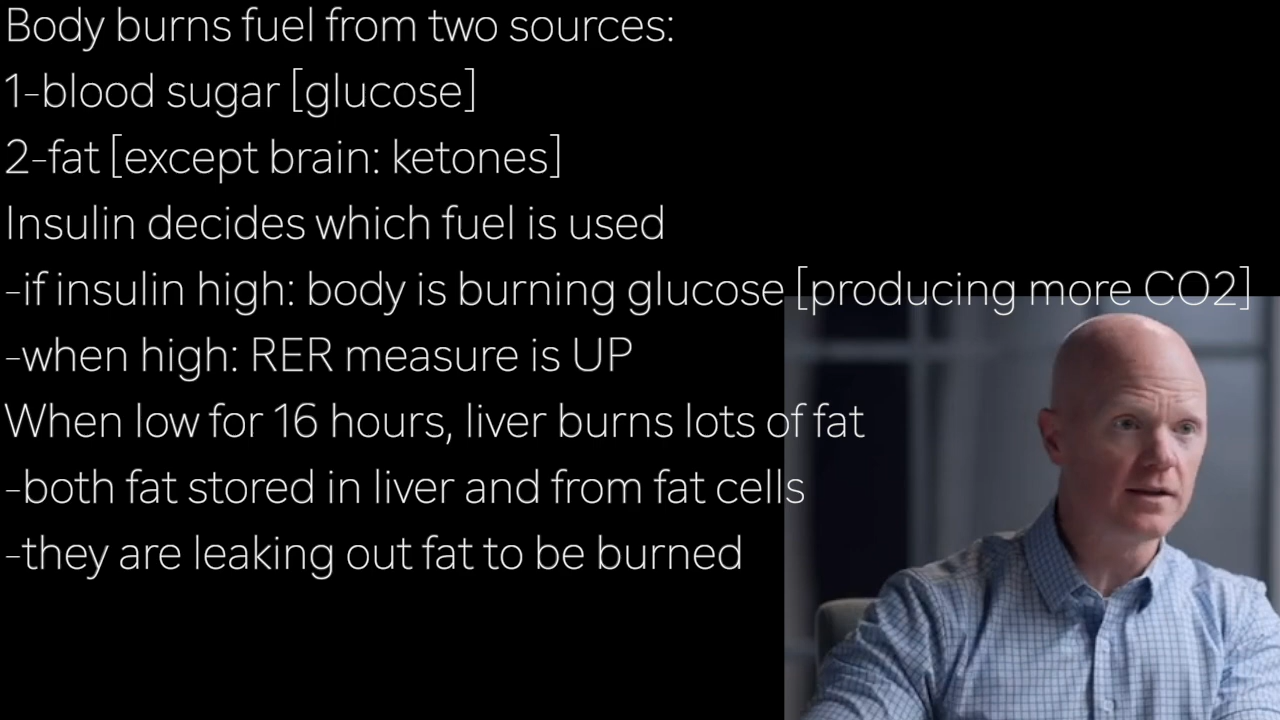 Body burns fuel from two sources:
1-blood sugar [glucose]
2-fat [except brain: ketones]
Insulin decides which fuel is used
-if insulin high: body is burning glucose [producing more CO2]
-when high: RER measure is UP
When low for 16 hours, liver burns lots of fat
-both fat stored in liver and from fat cells
-they are leaking out fat to be burned